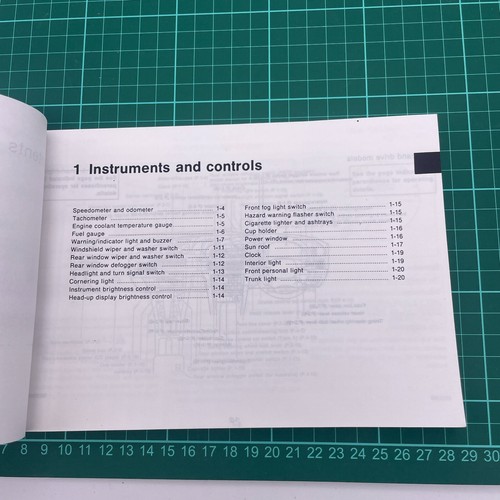 1 Instruments and controls
Speedometer and odometer 1-4
Tachometer 1-5
Engine coolant temperature gauge 1-5
Fuel gauge 1-6
Warning/indicator light and buzzer 1-7
Windshield wiper and washer switch 1-11
Rear window wiper and washer switch 1-12
Rear window defogger switch 1-12
Headlight and turn signal switch 1-13
Cornering light 1-14
Instrument brightness control 1-14
Head-up display brightness control 1-14
Front fog light switch 1-15
Hazard warning flasher switch 1-15
Cigarette lighter and ashtrays 1-15
Cup holder 1-16
Power window 1-16
Sun roof 1-17
Clock 1-19
Interior light 1-19
Front personal light 1-20
Trunk light 1-20
7 8 9 10 11 12 13 14 15 16 17 18 19 20 21 22 23 24 25 26 27 28 29 30